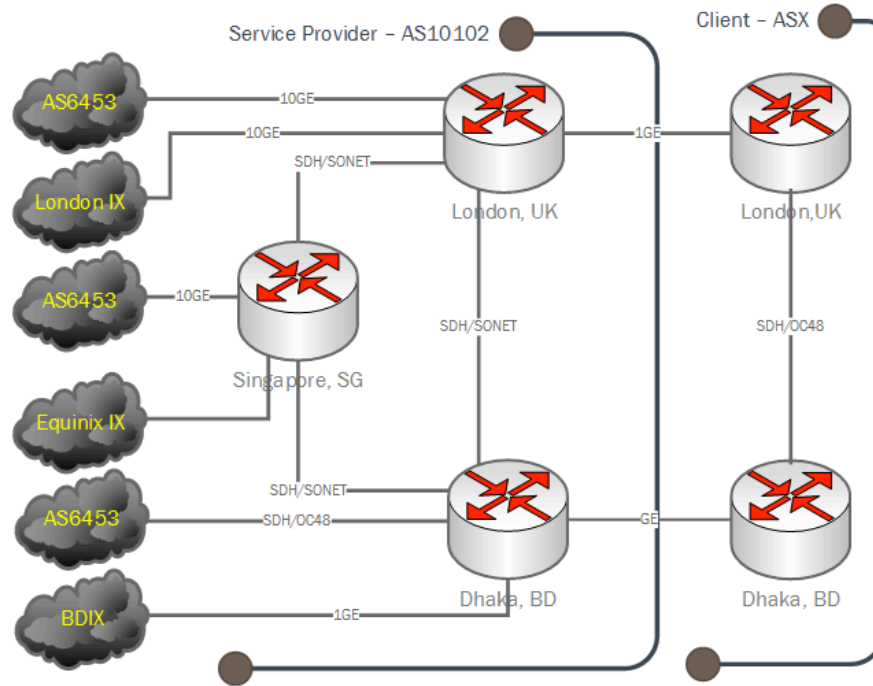 Service Provider – AS10102
Client – ASX
AS6453
10GE
London IX
10GE
SDH/SONET
1GE
London, UK
London,UK
AS6453
10GE
SDH/SONET
SDH/OC48
Singapore, SG
Equinix IX
SDH/SONET
AS6453
SDH/OC48
GE
Dhaka, BD
Dhaka, BD
BDIX
1GE